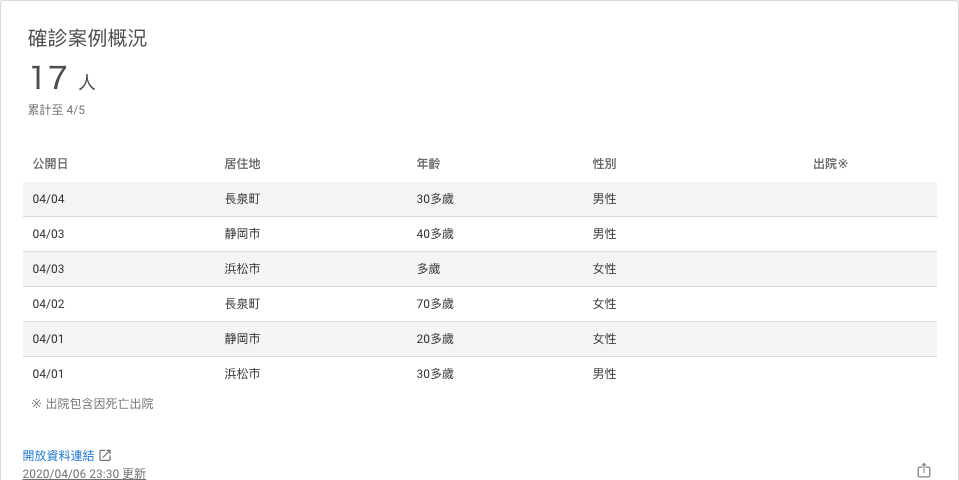 確診案例概況
17 人
累計至 4/5
公開日 居住地 年齡 性別 出院※
04/04 長泉町 30多歲 男性
04/03 静岡市 40多歲 男性
04/03 浜松市 多歲 女性
04/02 長泉町 70多歲 女性
04/01 静岡市 20多歲 女性
04/01 浜松市 30多歲 男性
※ 出院包含因死亡出院
開放資料連結
2020/04/06 23:30 更新